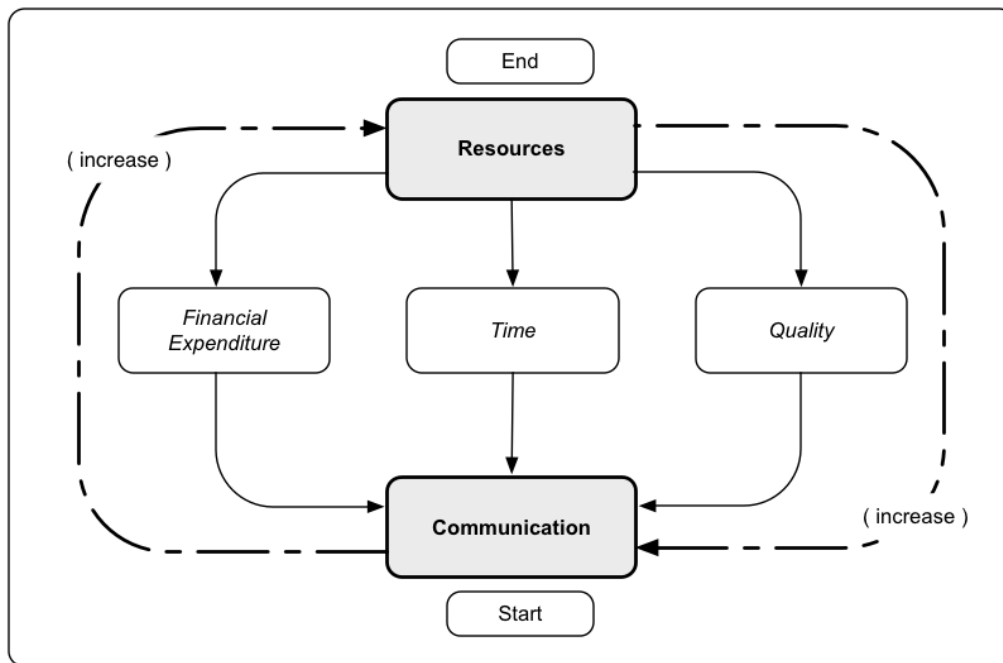 End
Resources
( increase )
Financial
Expenditure
Time
Quality
Communication
( increase )
Start